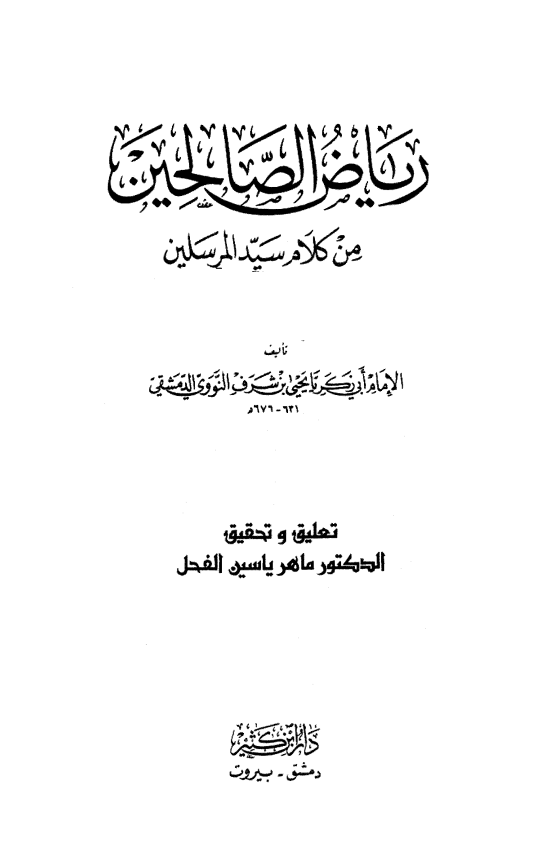 رياض الصالحين
من كلام سيد المرسلين
تأليف
الإمام أبي زكريا يحيى بن شرف النووي الدمشقي
٦٣١ - ٦٧٦هـ
تعليق و تحقيق
الدكتور ماهر ياسين الفحل
دار ابن كثير
دمشق - بيروت